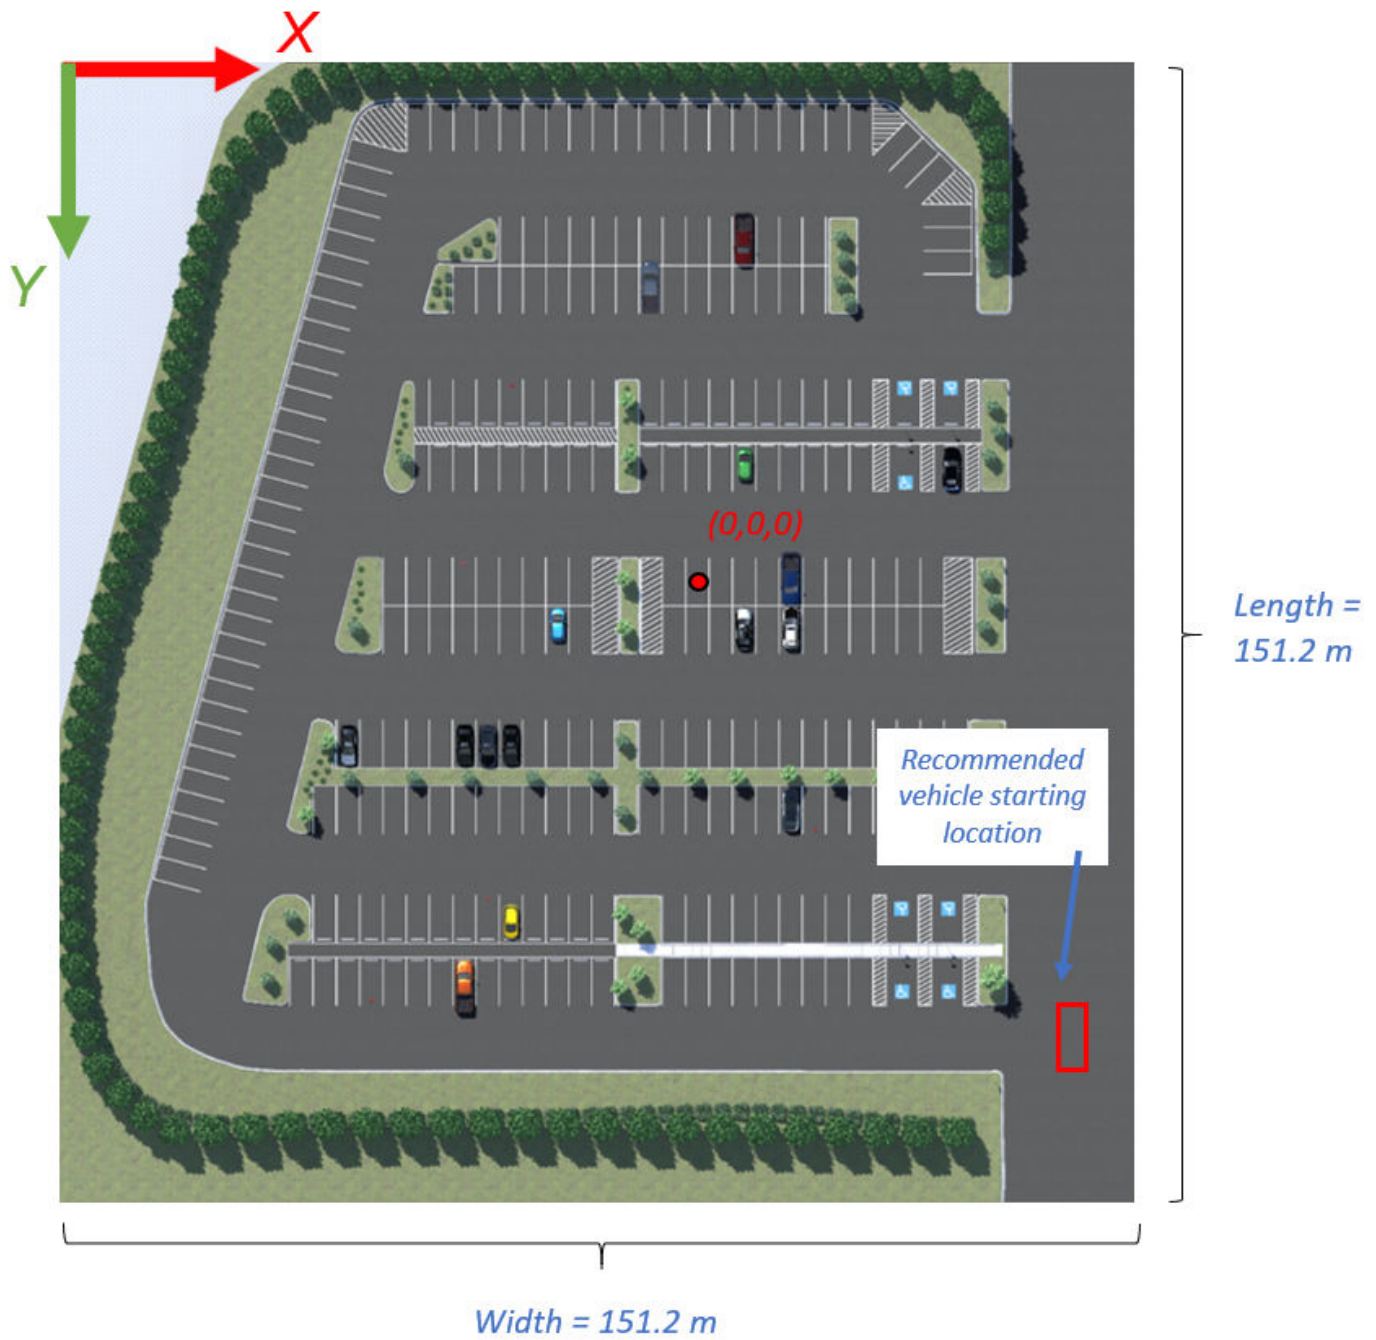 X
Y
(0,0,0)
Length =
151.2 m
Recommended
vehicle starting
location
Width = 151.2 m